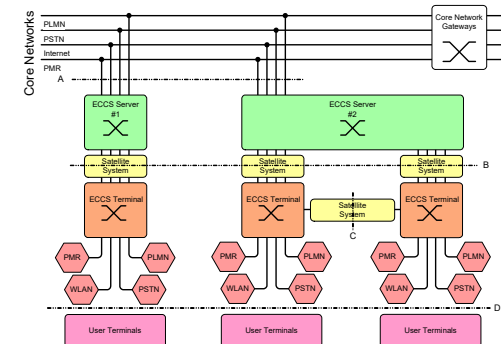 Core Networks
PLMN
PSTN
Internet
PMR
Core Network
Gateways
A
ECCS Server
#1
ECCS Server
#2
Satellite
System
Satellite
System
Satellite
System
B
ECCS Terminal
ECCS Terminal
Satellite
System
ECCS Terminal
C
PMR
PLMN
PMR
PLMN
PMR
PLMN
WLAN
PSTN
WLAN
PSTN
WLAN
PSTN
D
User Terminals
User Terminals
User Terminals